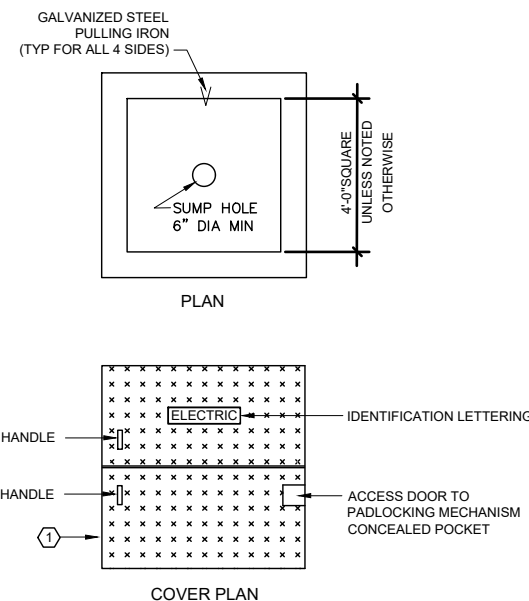 GALVANIZED STEEL
PULLING IRON
(TYP FOR ALL 4 SIDES)
SUMP HOLE
6" DIA MIN
4'-0"SQUARE
UNLESS NOTED
OTHERWISE
PLAN
ELECTRIC
IDENTIFICATION LETTERING
HANDLE
HANDLE
ACCESS DOOR TO
PADLOCKING MECHANISM
CONCEALED POCKET
1
COVER PLAN